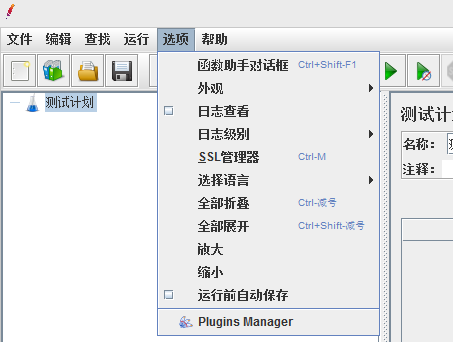 文件 编辑 查找 运行 选项 帮助
函数助手对话框 Ctrl+Shift-F1
外观
测试计划
日志查看
日志级别
测试计
SSL管理器 Ctrl-M
名称：
注释：
选择语言
全部折叠 Ctrl-减号
全部展开 Ctrl+Shift-减号
放大
缩小
运行前自动保存
Plugins Manager